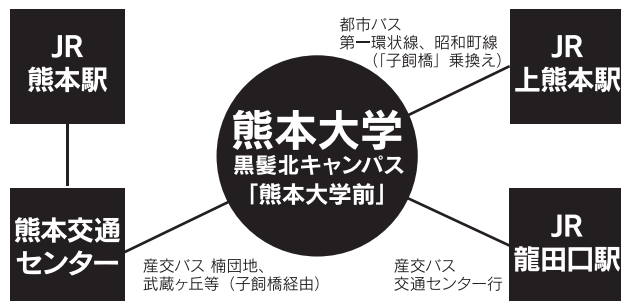 JR
熊本駅
都市バス
第一環状線、昭和町線
（「子飼橋」乗換え）
JR
上熊本駅
熊本大学
黒髪北キャンパス
「熊本大学前」
熊本交通
センター
産交バス 楠団地、
武蔵ヶ丘等（子飼橋経由）
産交バス
交通センター行
JR
龍田口駅